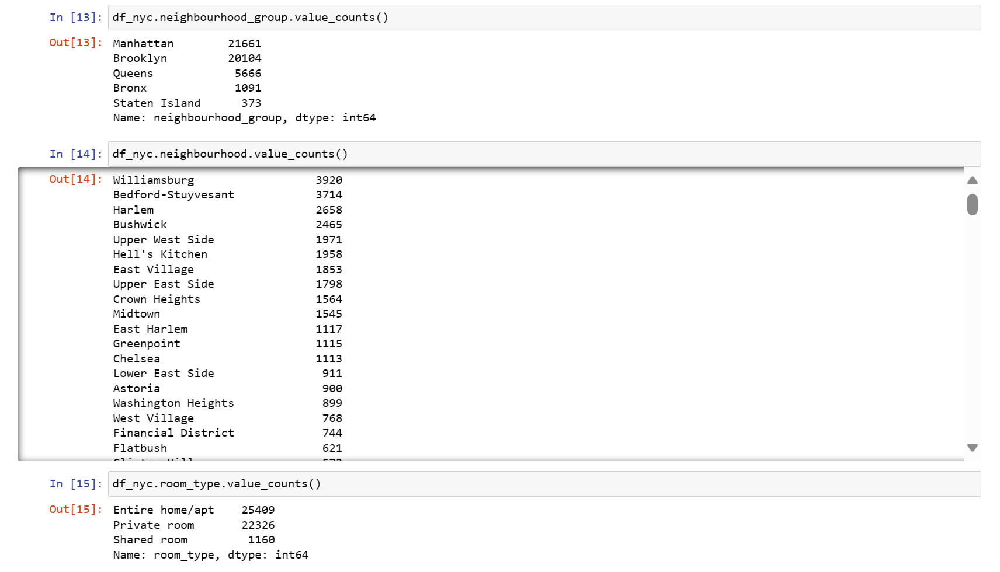 In [13]: df_nyc.neighbourhood_group.value_counts()
Out[13]: Manhattan        21661
Brooklyn         20104
Queens            5666
Bronx             1091
Staten Island      373
Name: neighbourhood_group, dtype: int64
In [14]: df_nyc.neighbourhood.value_counts()
Out[14]: Williamsburg                  3920
Bedford-Stuyvesant            3714
Harlem                        2658
Bushwick                      2465
Upper West Side               1971
Hell's Kitchen                1958
East Village                  1853
Upper East Side               1798
Crown Heights                 1564
Midtown                       1545
East Harlem                   1117
Greenpoint                    1115
Chelsea                       1113
Lower East Side                911
Astoria                        900
Washington Heights             899
West Village                   768
Financial District             744
Flatbush                       621
In [15]: df_nyc.room_type.value_counts()
Out[15]: Entire home/apt    25409
Private room       22326
Shared room         1160
Name: room_type, dtype: int64